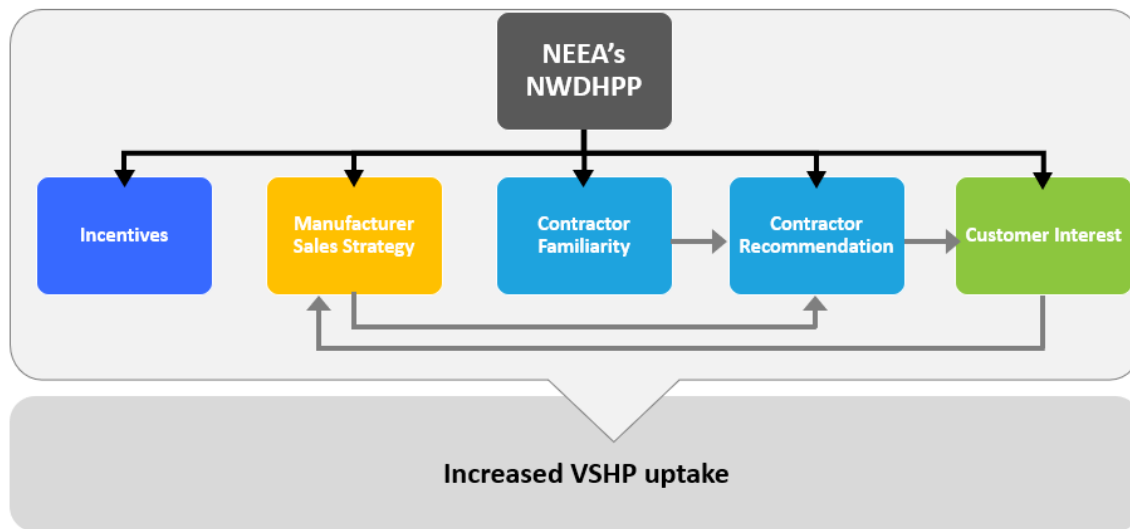 NEEA's
NWDHPP
Incentives
Manufacturer
Sales Strategy
Contractor
Familiarity
Contractor
Recommendation
Customer Interest
Increased VSHP uptake